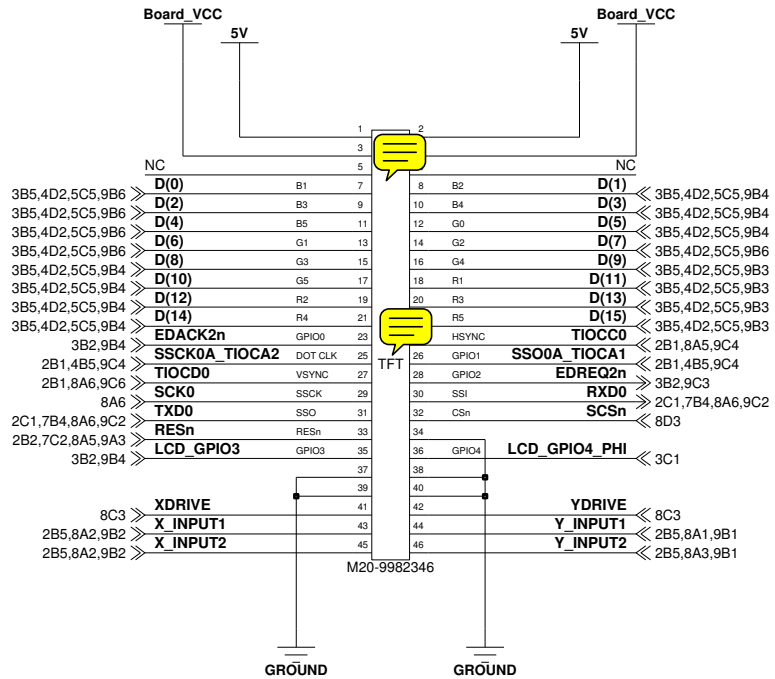 Board_VCC Board_VCC
5V 5V
1 2
3
5
NC NC
3B5,4D2,5C5,9B6 D(0) B1 7 8 B2 D(1) 3B5,4D2,5C5,9B4
3B5,4D2,5C5,9B6 D(2) B3 9 10 B4 D(3) 3B5,4D2,5C5,9B4
3B5,4D2,5C5,9B6 D(4) B5 11 12 G0 D(5) 3B5,4D2,5C5,9B4
3B5,4D2,5C5,9B6 D(6) G1 13 14 G2 D(7) 3B5,4D2,5C5,9B6
3B5,4D2,5C5,9B4 D(8) G3 15 16 G4 D(9) 3B5,4D2,5C5,9B3
3B5,4D2,5C5,9B4 D(10) G5 17 18 R1 D(11) 3B5,4D2,5C5,9B3
3B5,4D2,5C5,9B4 D(12) R2 19 20 R3 D(13) 3B5,4D2,5C5,9B3
3B5,4D2,5C5,9B4 D(14) R4 21 R5 D(15) 3B5,4D2,5C5,9B3
3B2,9B4 EDACK2n GPIO0 23 HSYNC TIOCC0 2B1,8A5,9C4
2B1,4B5,9C4 SSCK0A_TIOCA2 DOT CLK 25 TFT 26 GPIO1 SSO0A_TIOCA1 2B1,4B5,9C4
2B1,8A6,9C6 TIOCD0 VSYNC 27 28 GPIO2 EDREQ2n 3B2,9C3
8A6 SCK0 SSCK 29 30 SSI RXD0 2C1,7B4,8A6,9C2
2C1,7B4,8A6,9C2 TXD0 SSO 31 32 CSn SCSn 8D3
2B2,7C2,8A5,9A3 RESn RESn 33 34
3B2,9B4 LCD_GPIO3 GPIO3 35 36 GPIO4 LCD_GPIO4_PHI 3C1
37 38
39 40
8C3 XDRIVE 41 42 YDRIVE 8C3
2B5,8A2,9B2 X_INPUT1 43 44 Y_INPUT1 2B5,8A1,9B1
2B5,8A2,9B2 X_INPUT2 45 46 Y_INPUT2 2B5,8A3,9B1
M20-9982346
GROUND GROUND